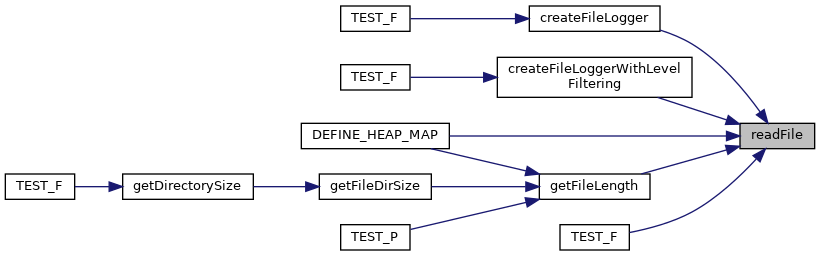 TEST_F
createFileLogger
TEST_F
createFileLoggerWithLevel
Filtering
DEFINE_HEAP_MAP
readFile
TEST_F
getDirectorySize
getFileDirSize
getFileLength
TEST_P
TEST_F